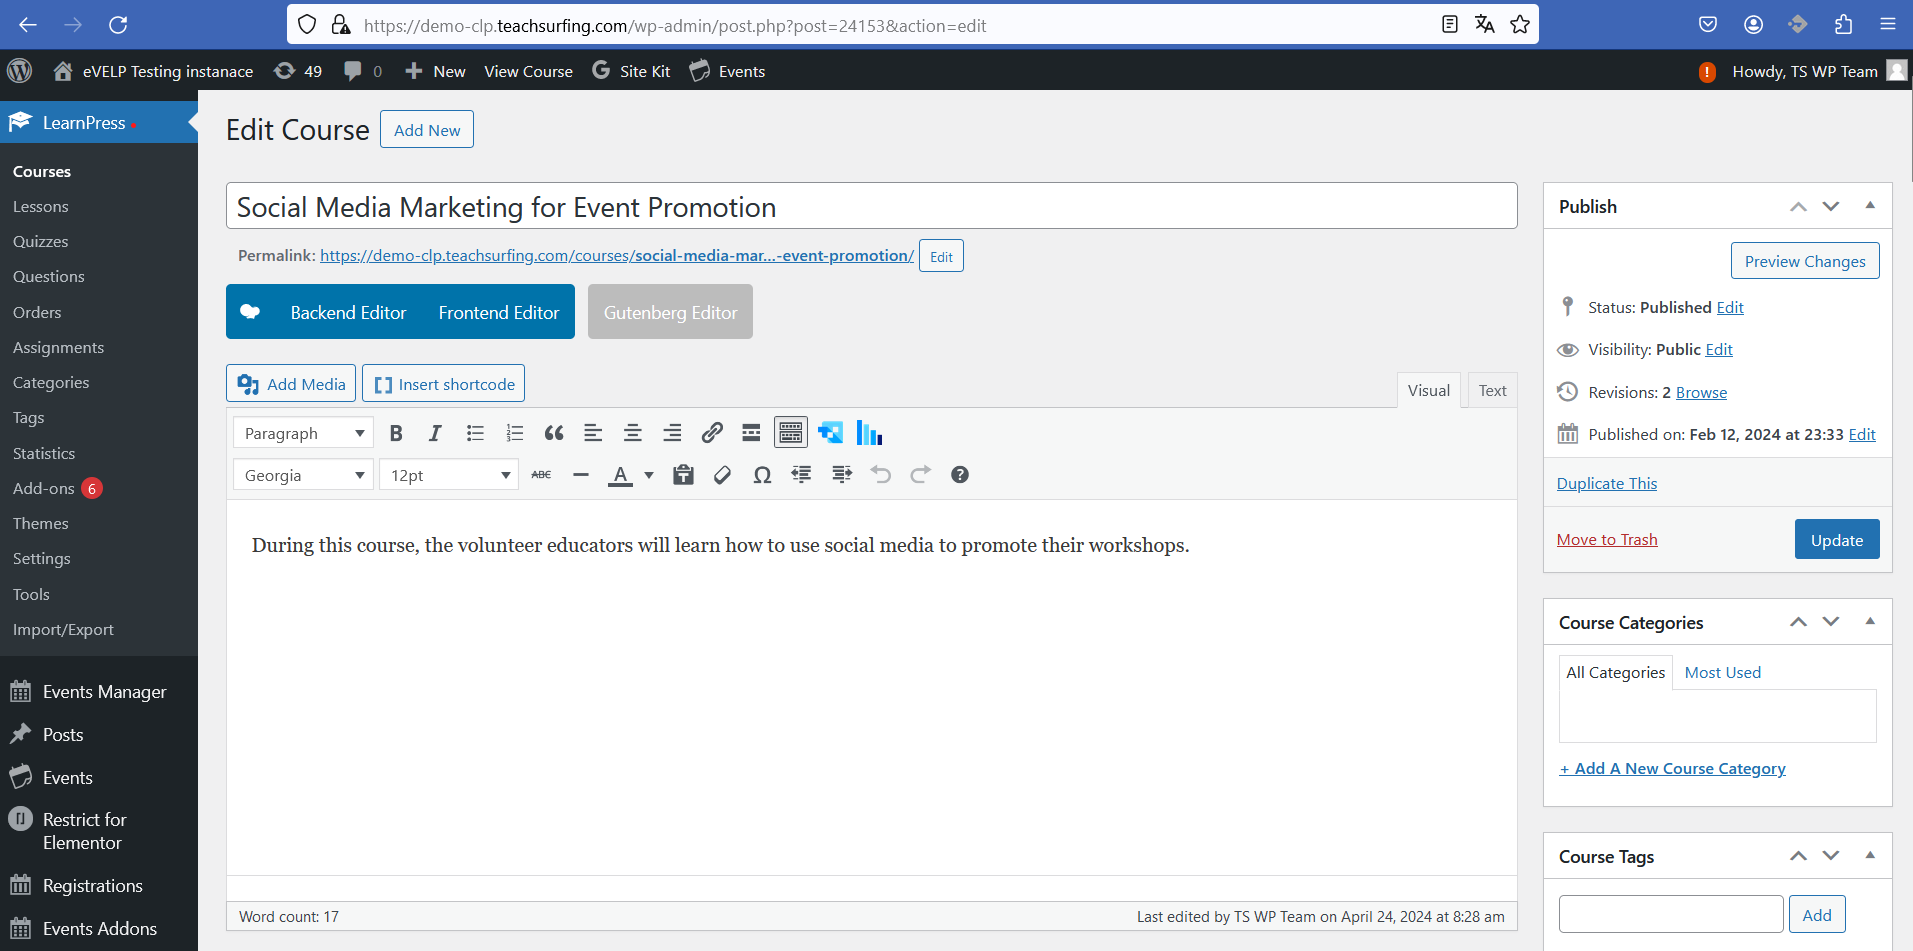 https://demo-clp.teachsurfing.com/wp-admin/post.php?post=24153&action=edit
eVELP Testing instanace 49 0 New View Course Site Kit Events ! Howdy, TS WP Team
LearnPress
Courses
Lessons
Quizzes
Questions
Orders
Assignments
Categories
Tags
Statistics
Add-ons 6
Themes
Settings
Tools
Import/Export
Events Manager
Posts
Events
Restrict for
Elementor
Registrations
Events Addons
Edit Course Add New
Social Media Marketing for Event Promotion
Permalink: https://demo-clp.teachsurfing.com/courses/social-media-mar...-event-promotion/ Edit
Backend Editor Frontend Editor Gutenberg Editor
Add Media Insert shortcode
Visual Text
Paragraph B I
Georgia 12pt ABC A Ω ?
During this course, the volunteer educators will learn how to use social media to promote their workshops.
Word count: 17 Last edited by TS WP Team on April 24, 2024 at 8:28 am
Publish
Preview Changes
Status: Published Edit
Visibility: Public Edit
Revisions: 2 Browse
Published on: Feb 12, 2024 at 23:33 Edit
Duplicate This
Move to Trash Update
Course Categories
All Categories Most Used
+ Add A New Course Category
Course Tags
Add